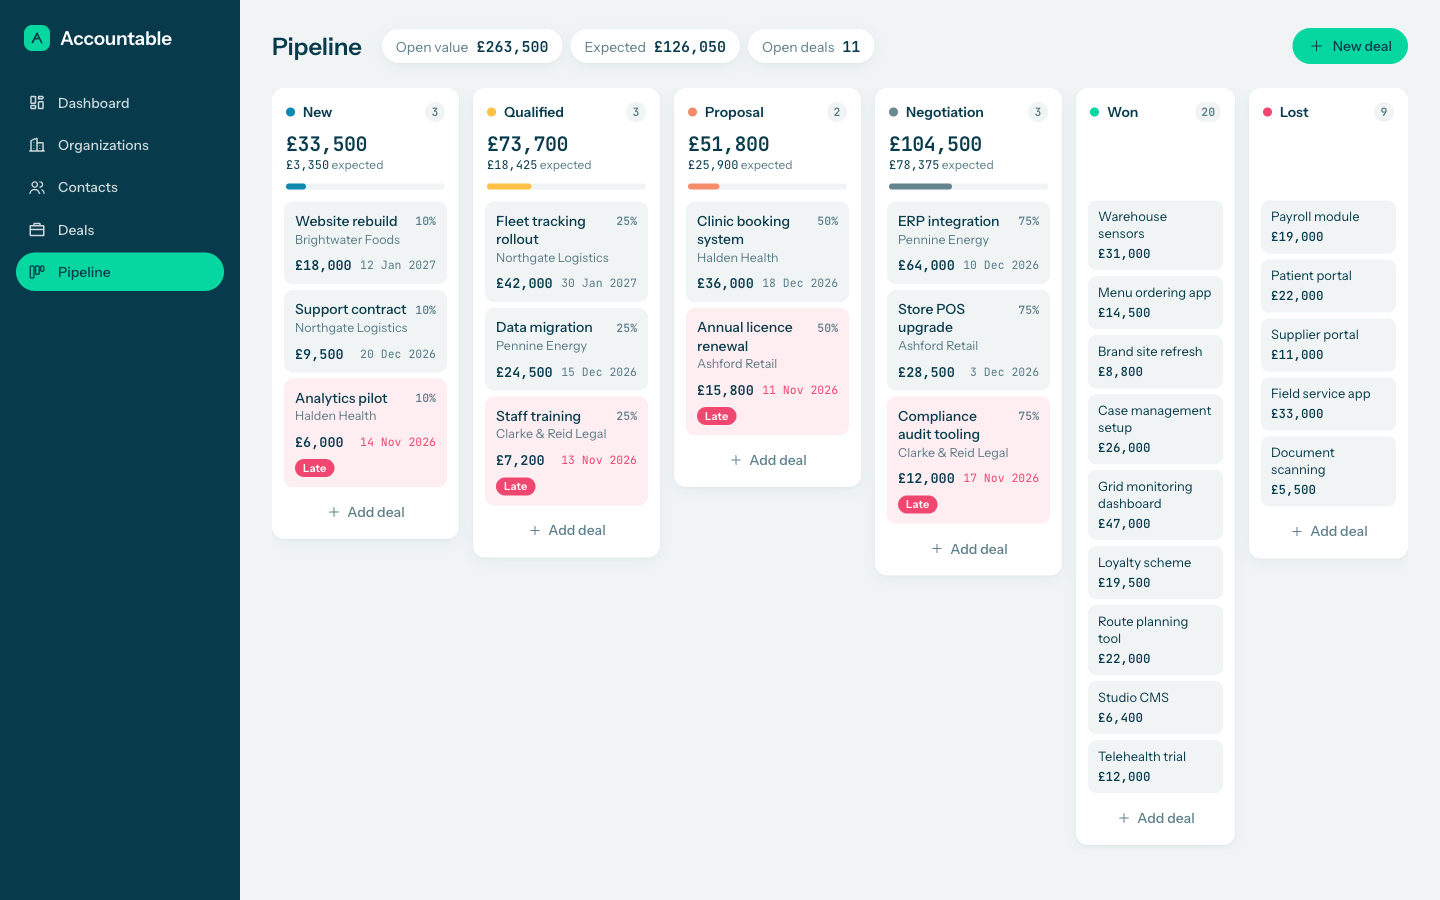 Accountable
Dashboard
Organizations
Contacts
Deals
Pipeline
Pipeline
Open value £263,500
Expected £126,050
Open deals 11
+ New deal
New 3
£33,500
£3,350 expected
Website rebuild 10%
Brightwater Foods
£18,000 12 Jan 2027
Support contract 10%
Northgate Logistics
£9,500 20 Dec 2026
Analytics pilot 10%
Halden Health
£6,000 14 Nov 2026
Late
+ Add deal
Qualified 3
£73,700
£18,425 expected
Fleet tracking 25%
rollout
Northgate Logistics
£42,000 30 Jan 2027
Data migration 25%
Pennine Energy
£24,500 15 Dec 2026
Staff training 25%
Clarke & Reid Legal
£7,200 13 Nov 2026
Late
+ Add deal
Proposal 2
£51,800
£25,900 expected
Clinic booking 50%
system
Halden Health
£36,000 18 Dec 2026
Annual licence 50%
renewal
Ashford Retail
£15,800 11 Nov 2026
Late
+ Add deal
Negotiation 3
£104,500
£78,375 expected
ERP integration 75%
Pennine Energy
£64,000 10 Dec 2026
Store POS 75%
upgrade
Ashford Retail
£28,500 3 Dec 2026
Compliance 75%
audit tooling
Clarke & Reid Legal
£12,000 17 Nov 2026
Late
+ Add deal
Won 20
Warehouse
sensors
£31,000
Menu ordering app
£14,500
Brand site refresh
£8,800
Case management
setup
£26,000
Grid monitoring
dashboard
£47,000
Loyalty scheme
£19,500
Route planning
tool
£22,000
Studio CMS
£6,400
Telehealth trial
£12,000
+ Add deal
Lost 9
Payroll module
£19,000
Patient portal
£22,000
Supplier portal
£11,000
Field service app
£33,000
Document
scanning
£5,500
+ Add deal